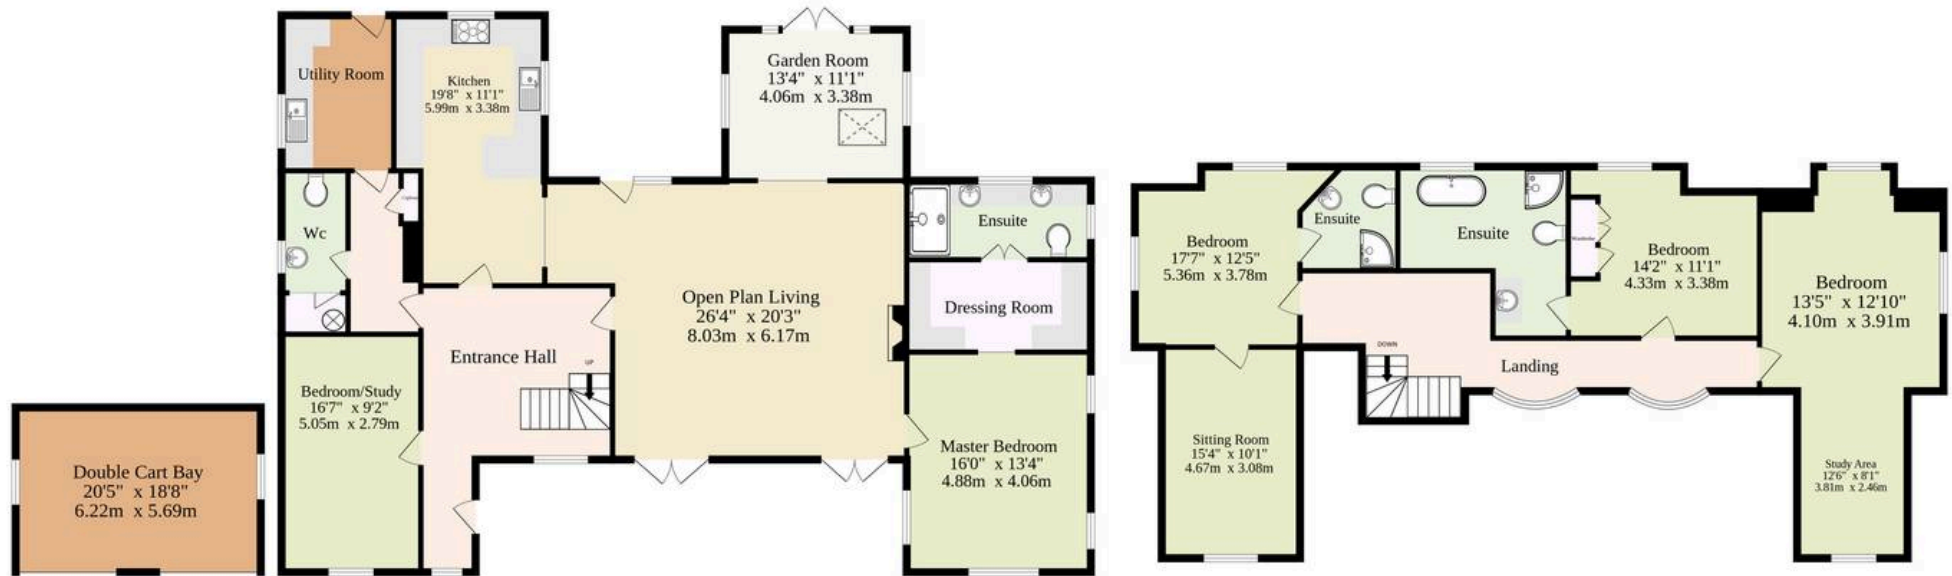 Double Cart Bay
20'5" x 18'8"
6.22m x 5.69m
Utility Room
Kitchen
19'8" x 11'1"
5.99m x 3.38m
Garden Room
13'4" x 11'1"
4.06m x 3.38m
Wc
Ensuite
Open Plan Living
26'4" x 20'3"
8.03m x 6.17m
Dressing Room
Entrance Hall
UP
Bedroom/Study
16'7" x 9'2"
5.05m x 2.79m
Master Bedroom
16'0" x 13'4"
4.88m x 4.06m
Bedroom
17'7" x 12'5"
5.36m x 3.78m
Ensuite
Ensuite
Bedroom
14'2" x 11'1"
4.33m x 3.38m
Bedroom
13'5" x 12'10"
4.10m x 3.91m
DOWN
Landing
Sitting Room
15'4" x 10'1"
4.67m x 3.08m
Study Area
12'6" x 8'1"
3.81m x 2.46m